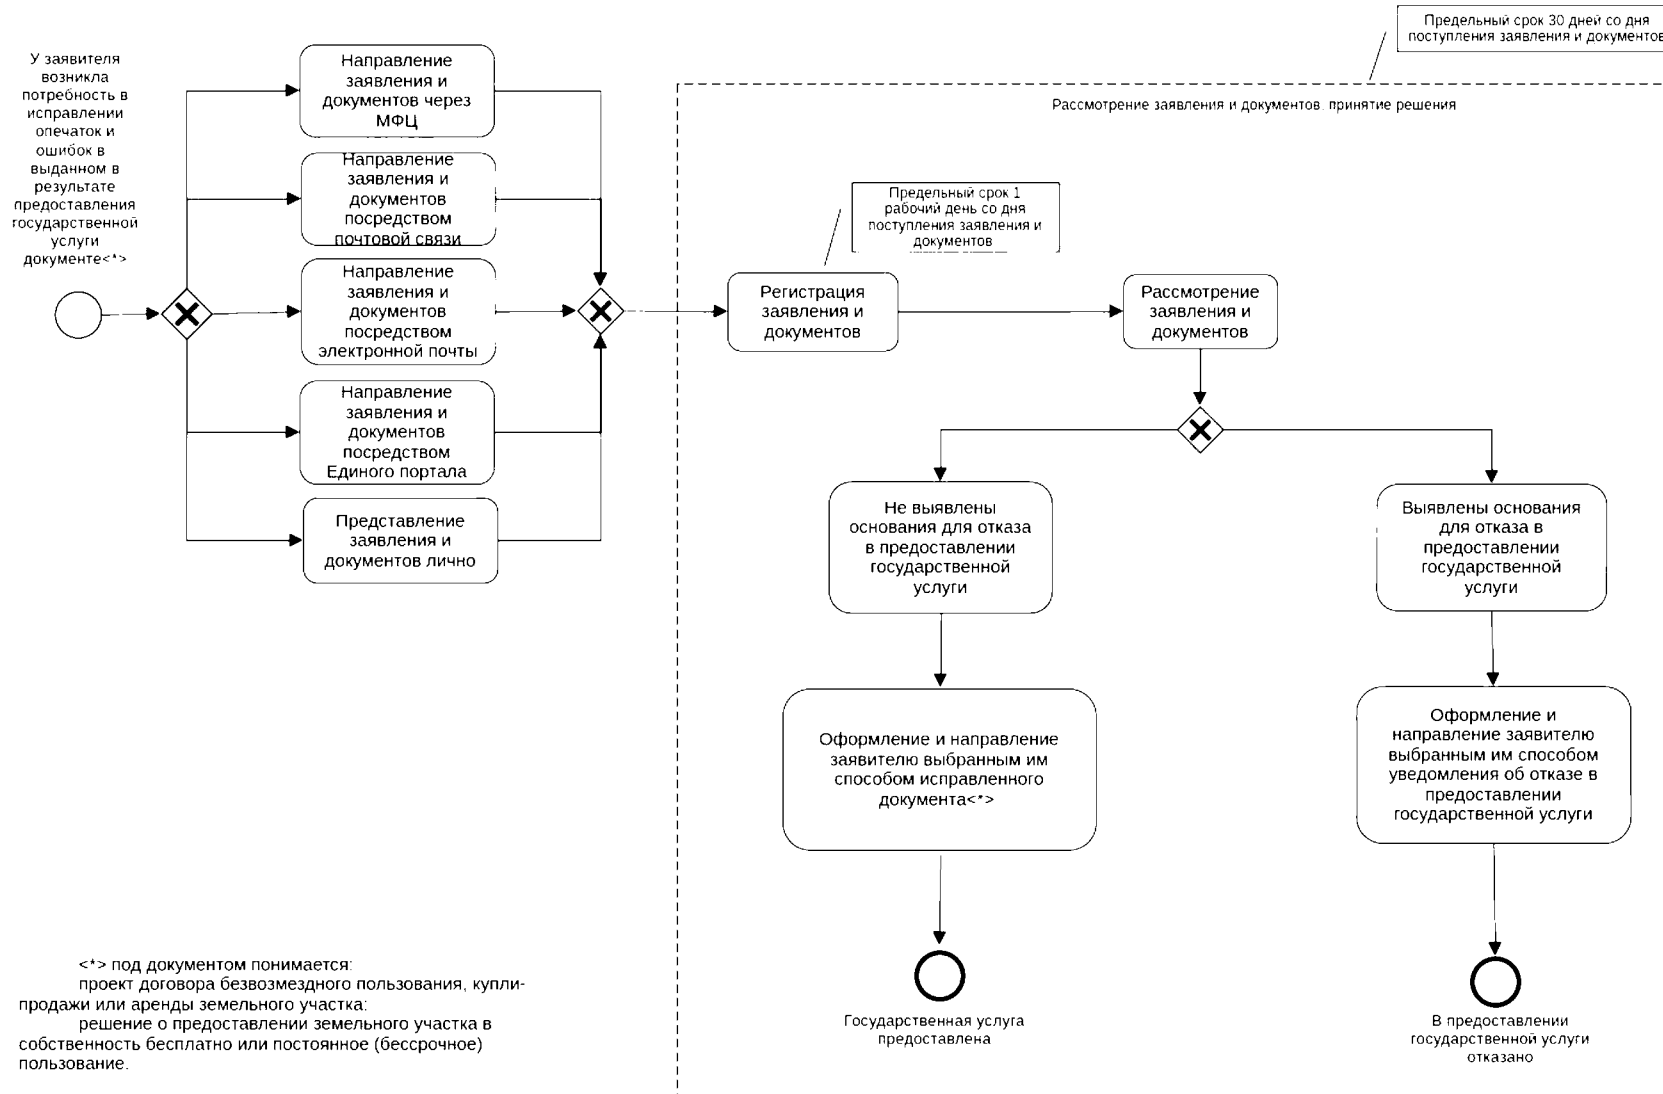 Предельный срок 30 дней со дня
поступления заявления и документов
У заявителя
возникла
потребность в
исправлении
опечаток и
ошибок в
выданном в
результате
предоставления
государственной
услуги
документе<*>
Направление
заявления и
документов через
МФЦ
Направление
заявления и
документов
посредством
почтовой связи
Направление
заявления и
документов
посредством
электронной почты
Направление
заявления и
документов
посредством
Единого портала
Представление
заявления и
документов лично
Рассмотрение заявления и документов, принятие решения
Предельный срок 1
рабочий день со дня
поступления заявления и
документов
Регистрация
заявления и
документов
Рассмотрение
заявления и
документов
Не выявлены
основания для отказа
в предоставлении
государственной
услуги
Выявлены основания
для отказа в
предоставлении
государственной
услуги
Оформление и направление
заявителю выбранным им
способом исправленного
документа<*>
Оформление и
направление заявителю
выбранным им способом
уведомления об отказе в
предоставлении
государственной услуги
Государственная услуга
предоставлена
В предоставлении
государственной услуги
отказано
<*> под документом понимается:
проект договора безвозмездного пользования, купли-
продажи или аренды земельного участка:
решение о предоставлении земельного участка в
собственность бесплатно или постоянное (бессрочное)
пользование.